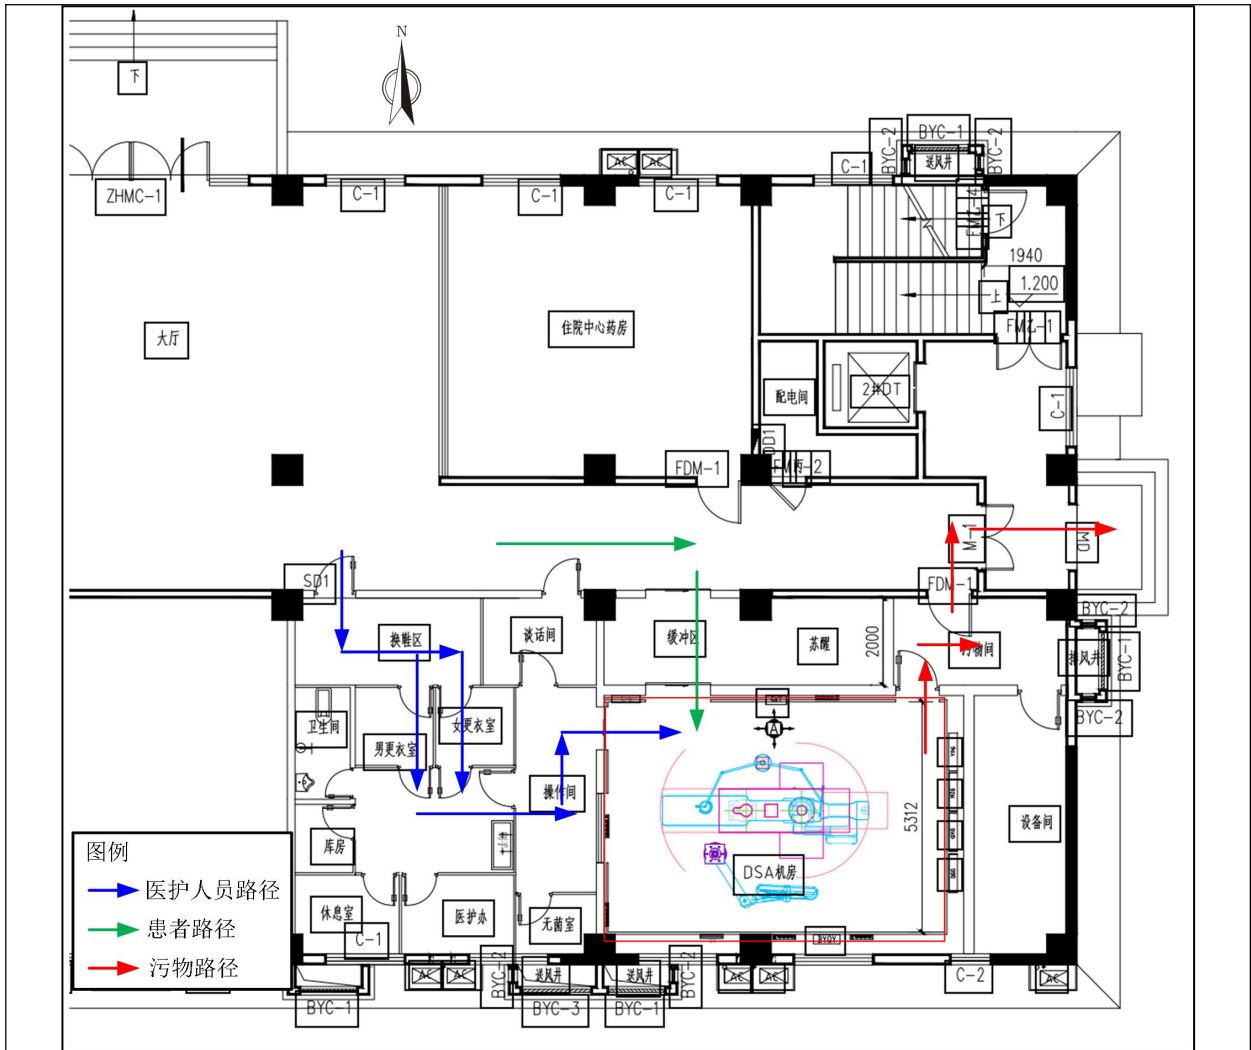 N
下
BYC-2
BYC-1
BYC-2
送风井
AC
AC
C-1
ZHMC-1
C-1
C-1
C-1
FMZ-4
下
1940
1.200
上
大厅
住院中心药房
FMZ-1
配电间
2#DT
C-1
DD1
FDM-1
FM丙-2
M-1
MD
SD1
FDM-1
BYC-2
换鞋区
谈话间
缓冲区
苏醒
2000
污物间
排风井
BYC-1
BYC-2
卫生间
男更衣室
女更衣室
A
操作间
5312
设备间
库房
DSA机房
图例
医护人员路径
患者路径
污物路径
休息室
C-1
医护办
无菌室
BYC-2
AC
AC
送风井
送风井
BYC-2
AC
AC
C-2
AC
BYC-1
BYC-3
BYC-1